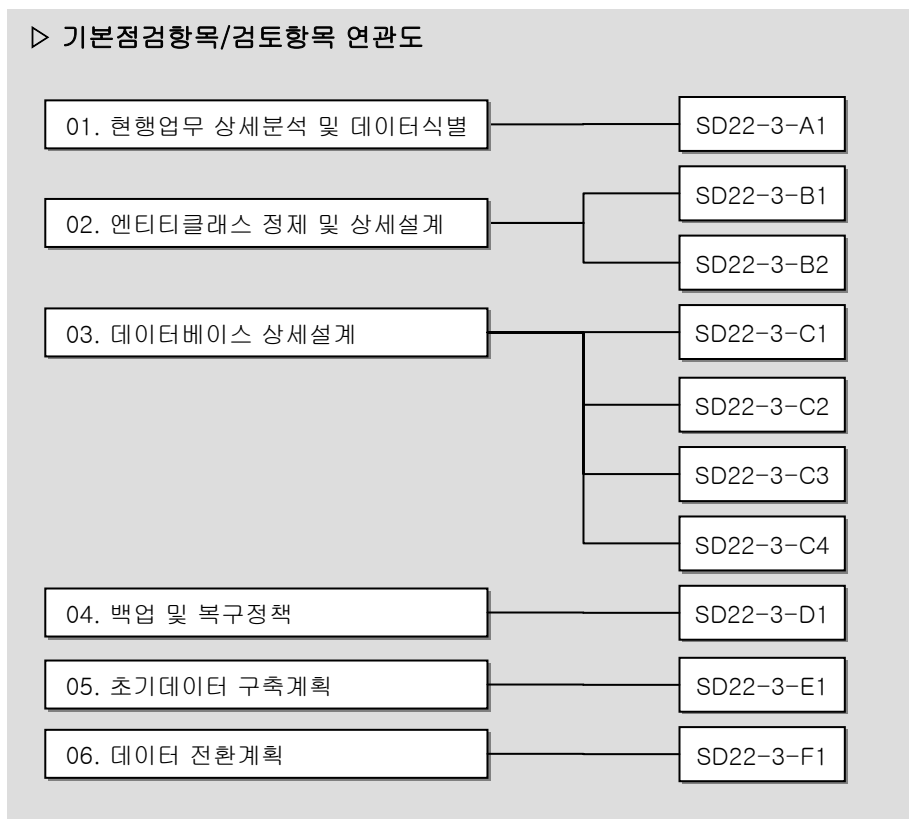 ▷ 기본점검항목/검토항목 연관도
01. 현행업무 상세분석 및 데이터식별
SD22-3-A1
02. 엔티티클래스 정제 및 상세설계
SD22-3-B1
SD22-3-B2
03. 데이터베이스 상세설계
SD22-3-C1
SD22-3-C2
SD22-3-C3
SD22-3-C4
04. 백업 및 복구정책
SD22-3-D1
05. 초기데이터 구축계획
SD22-3-E1
06. 데이터 전환계획
SD22-3-F1